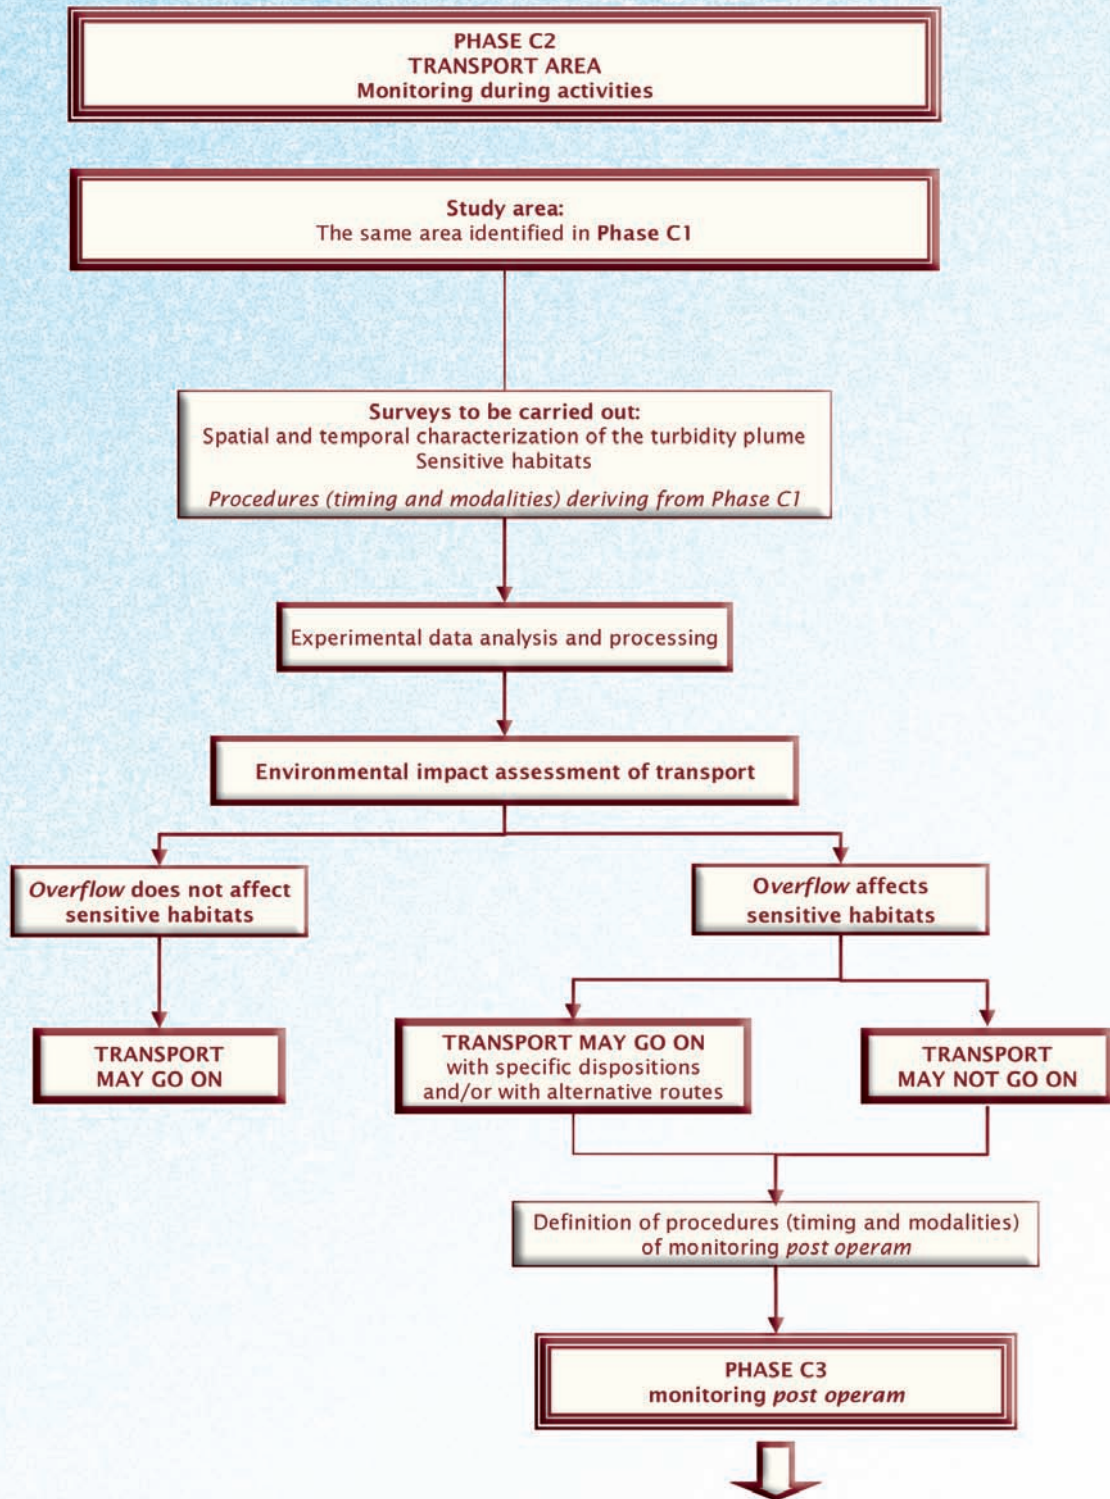 PHASE C2
TRANSPORT AREA
Monitoring during activities
Study area:
The same area identified in Phase C1
Surveys to be carried out:
Spatial and temporal characterization of the turbidity plume
Sensitive habitats
Procedures (timing and modalities) deriving from Phase C1
Experimental data analysis and processing
Environmental impact assessment of transport
Overflow does not affect
sensitive habitats
Overflow affects
sensitive habitats
TRANSPORT
MAY GO ON
TRANSPORT MAY GO ON
with specific dispositions
and/or with alternative routes
TRANSPORT
MAY NOT GO ON
Definition of procedures (timing and modalities)
of monitoring post operam
PHASE C3
monitoring post operam